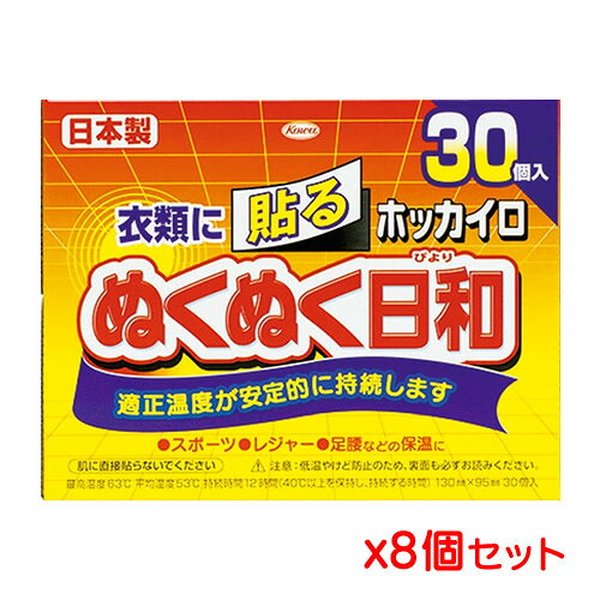 日本製
Kowa
30個入
衣類に貼るホッカイロ
びより
ぬくぬく日和
適正温度が安定的に持続します
●スポーツ●レジャー●足腰などの保温に
肌に直接貼らないでください
⚠注意:低温やけど防止のため、裏面も必ずお読みください。
最高温度63℃ 平均温度53℃ 持続時間12時間(40℃以上を保持し、持続する時間) 130mm×95mm 30個入
x8個セット